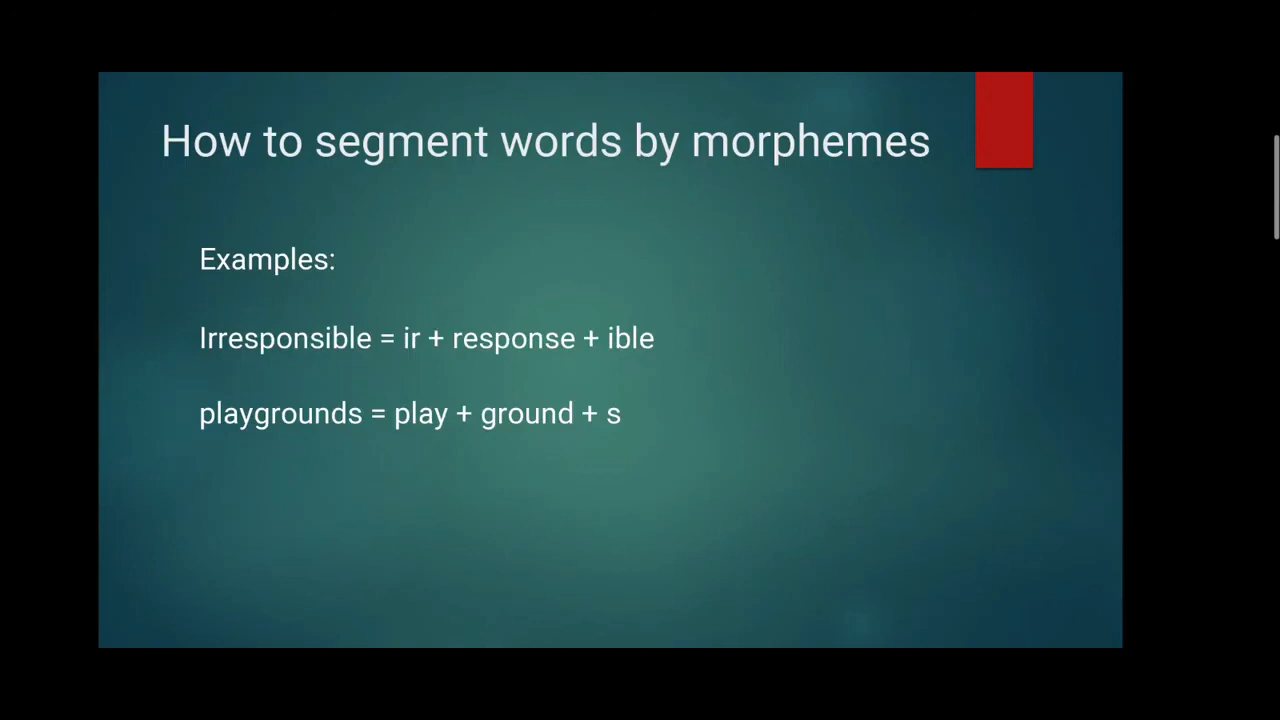 How to segment words by morphemes
Examples:
Irresponsible = ir + response + ible
playgrounds = play + ground + s